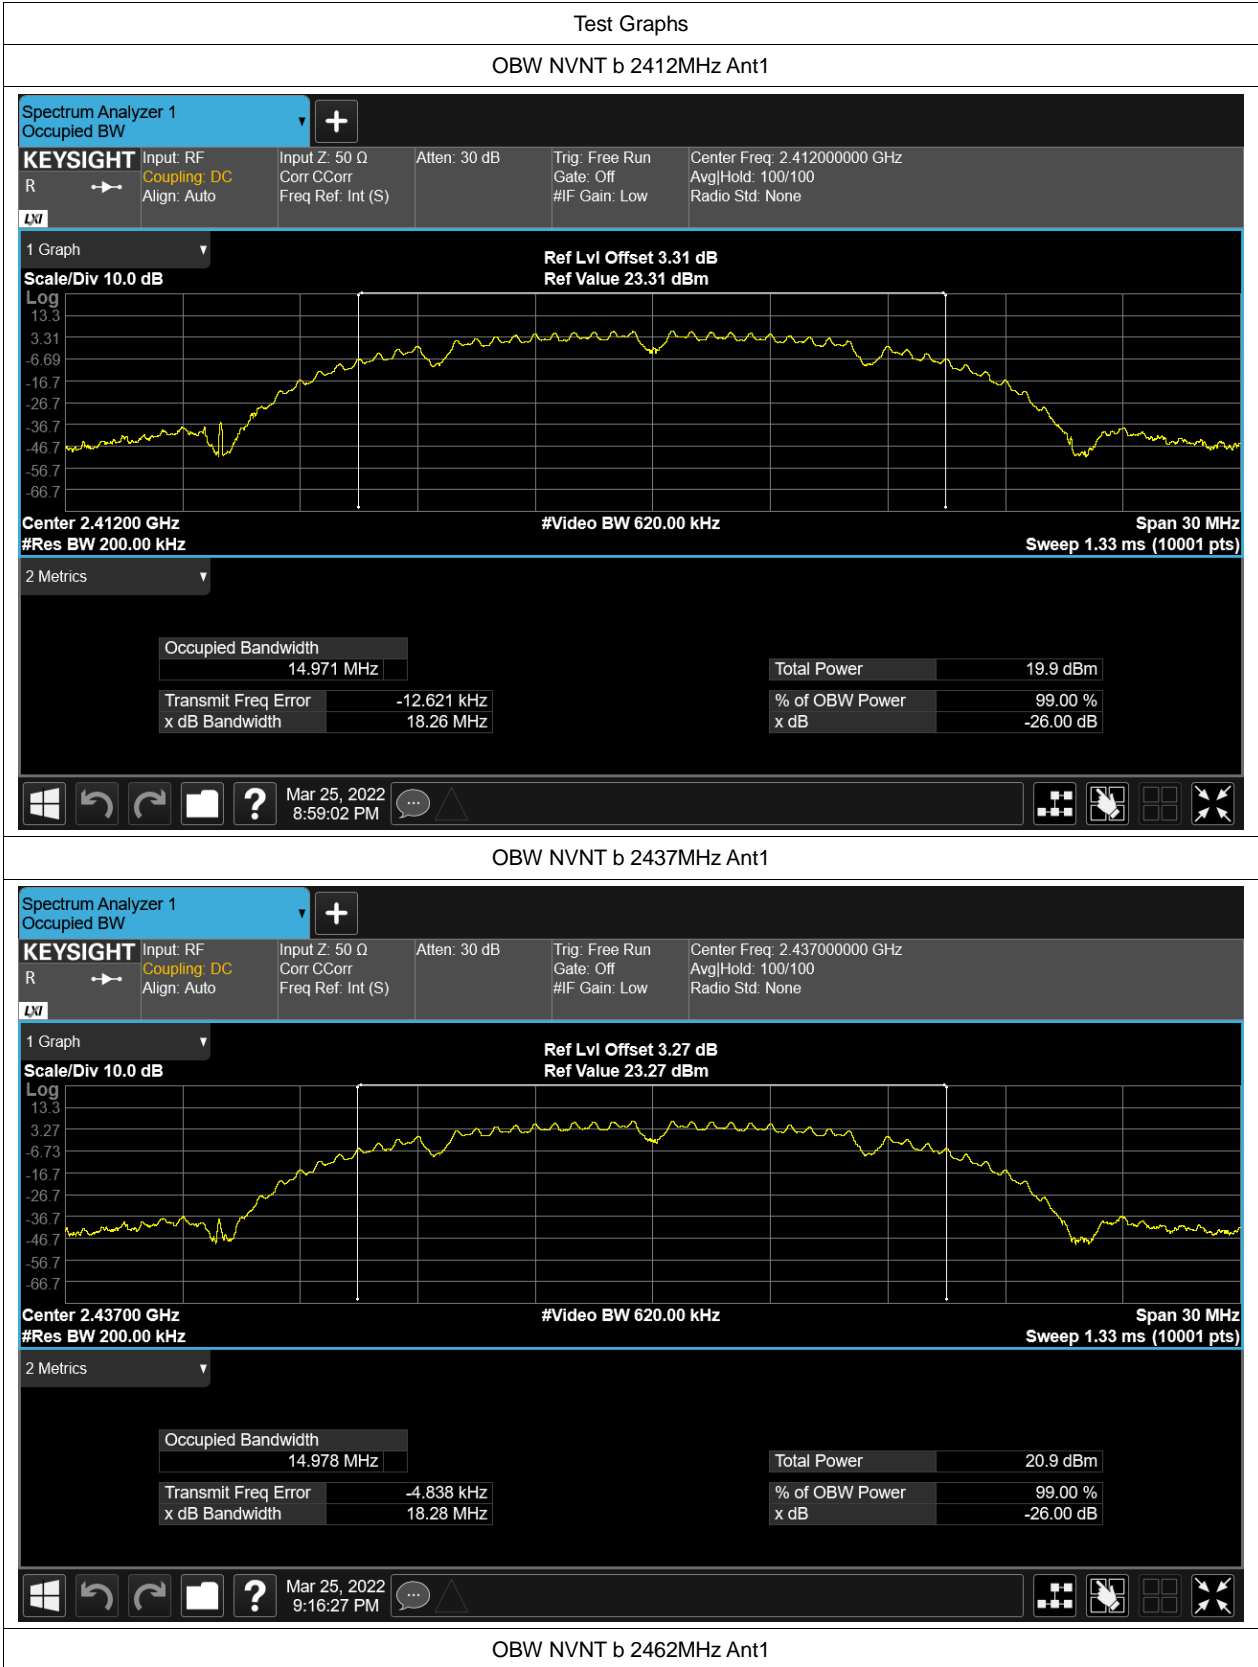 Test Graphs
OBW NVNT b 2412MHz Ant1
Spectrum Analyzer 1
Occupied BW
KEYSIGHT
R
LXI
Input: RF
Coupling: DC
Align: Auto
Input Z: 50 Ω
Corr CCorr
Freq Ref: Int (S)
Atten: 30 dB
Trig: Free Run
Gate: Off
#IF Gain: Low
Center Freq: 2.412000000 GHz
Avg|Hold: 100/100
Radio Std: None
1 Graph
Scale/Div 10.0 dB
Ref Lvl Offset 3.31 dB
Ref Value 23.31 dBm
Log
13.3
3.31
-6.69
-16.7
-26.7
-36.7
-46.7
-56.7
-66.7
Center 2.41200 GHz
#Res BW 200.00 kHz
#Video BW 620.00 kHz
Span 30 MHz
Sweep 1.33 ms (10001 pts)
2 Metrics
Occupied Bandwidth
14.971 MHz
Transmit Freq Error -12.621 kHz
x dB Bandwidth 18.26 MHz
Total Power 19.9 dBm
% of OBW Power 99.00 %
x dB -26.00 dB
?
Mar 25, 2022
8:59:02 PM
OBW NVNT b 2437MHz Ant1
Spectrum Analyzer 1
Occupied BW
KEYSIGHT
R
LXI
Input: RF
Coupling: DC
Align: Auto
Input Z: 50 Ω
Corr CCorr
Freq Ref: Int (S)
Atten: 30 dB
Trig: Free Run
Gate: Off
#IF Gain: Low
Center Freq: 2.437000000 GHz
Avg|Hold: 100/100
Radio Std: None
1 Graph
Scale/Div 10.0 dB
Ref Lvl Offset 3.27 dB
Ref Value 23.27 dBm
Log
13.3
3.27
-6.73
-16.7
-26.7
-36.7
-46.7
-56.7
-66.7
Center 2.43700 GHz
#Res BW 200.00 kHz
#Video BW 620.00 kHz
Span 30 MHz
Sweep 1.33 ms (10001 pts)
2 Metrics
Occupied Bandwidth
14.978 MHz
Transmit Freq Error -4.838 kHz
x dB Bandwidth 18.28 MHz
Total Power 20.9 dBm
% of OBW Power 99.00 %
x dB -26.00 dB
?
Mar 25, 2022
9:16:27 PM
OBW NVNT b 2462MHz Ant1